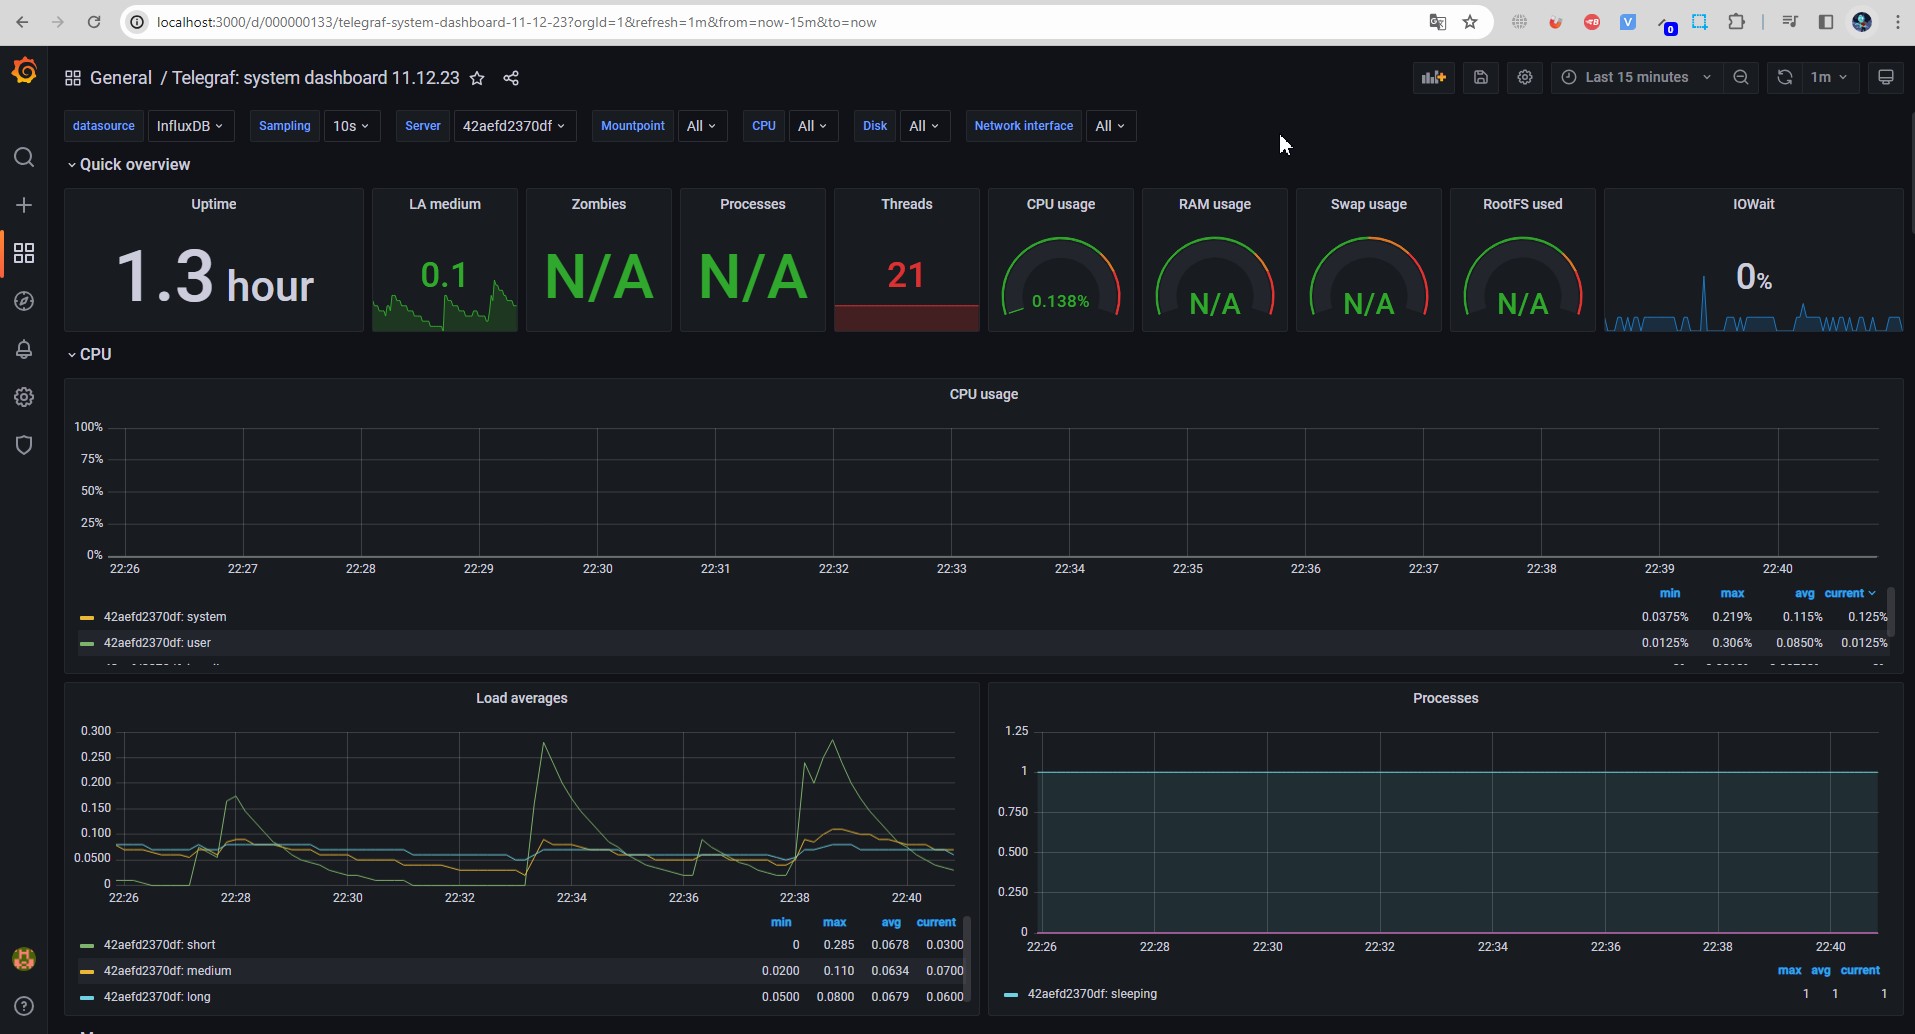 localhost:3000/d/000000133/telegraf-system-dashboard-11-12-23?orgId=1&refresh=1m&from=now-15m&to=now
V
0
General / Telegraf: system dashboard 11.12.23
Last 15 minutes
1m
datasource InfluxDB Sampling 10s Server 42aefd2370df Mountpoint All CPU All Disk All Network interface All
Quick overview
Uptime
1.3 hour
LA medium
0.1
Zombies
N/A
Processes
N/A
Threads
21
CPU usage
0.138%
RAM usage
N/A
Swap usage
N/A
RootFS used
N/A
IOWait
0%
CPU
CPU usage
100%
75%
50%
25%
0%
22:26 22:27 22:28 22:29 22:30 22:31 22:32 22:33 22:34 22:35 22:36 22:37 22:38 22:39 22:40
min max avg current
42aefd2370df: system 0.0375% 0.219% 0.115% 0.125%
42aefd2370df: user 0.0125% 0.306% 0.0850% 0.0125%
Load averages
0.300
0.250
0.200
0.150
0.100
0.0500
0
22:26 22:28 22:30 22:32 22:34 22:36 22:38 22:40
min max avg current
42aefd2370df: short 0 0.285 0.0678 0.0300
42aefd2370df: medium 0.0200 0.110 0.0634 0.0700
42aefd2370df: long 0.0500 0.0800 0.0679 0.0600
Processes
1.25
1
0.750
0.500
0.250
0
22:26 22:28 22:30 22:32 22:34 22:36 22:38 22:40
max avg current
42aefd2370df: sleeping 1 1 1